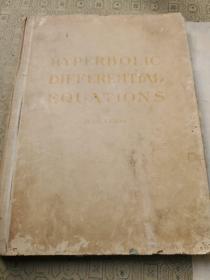 HYPERBOLIC
DIFFERENTIAL
EQUATIONS